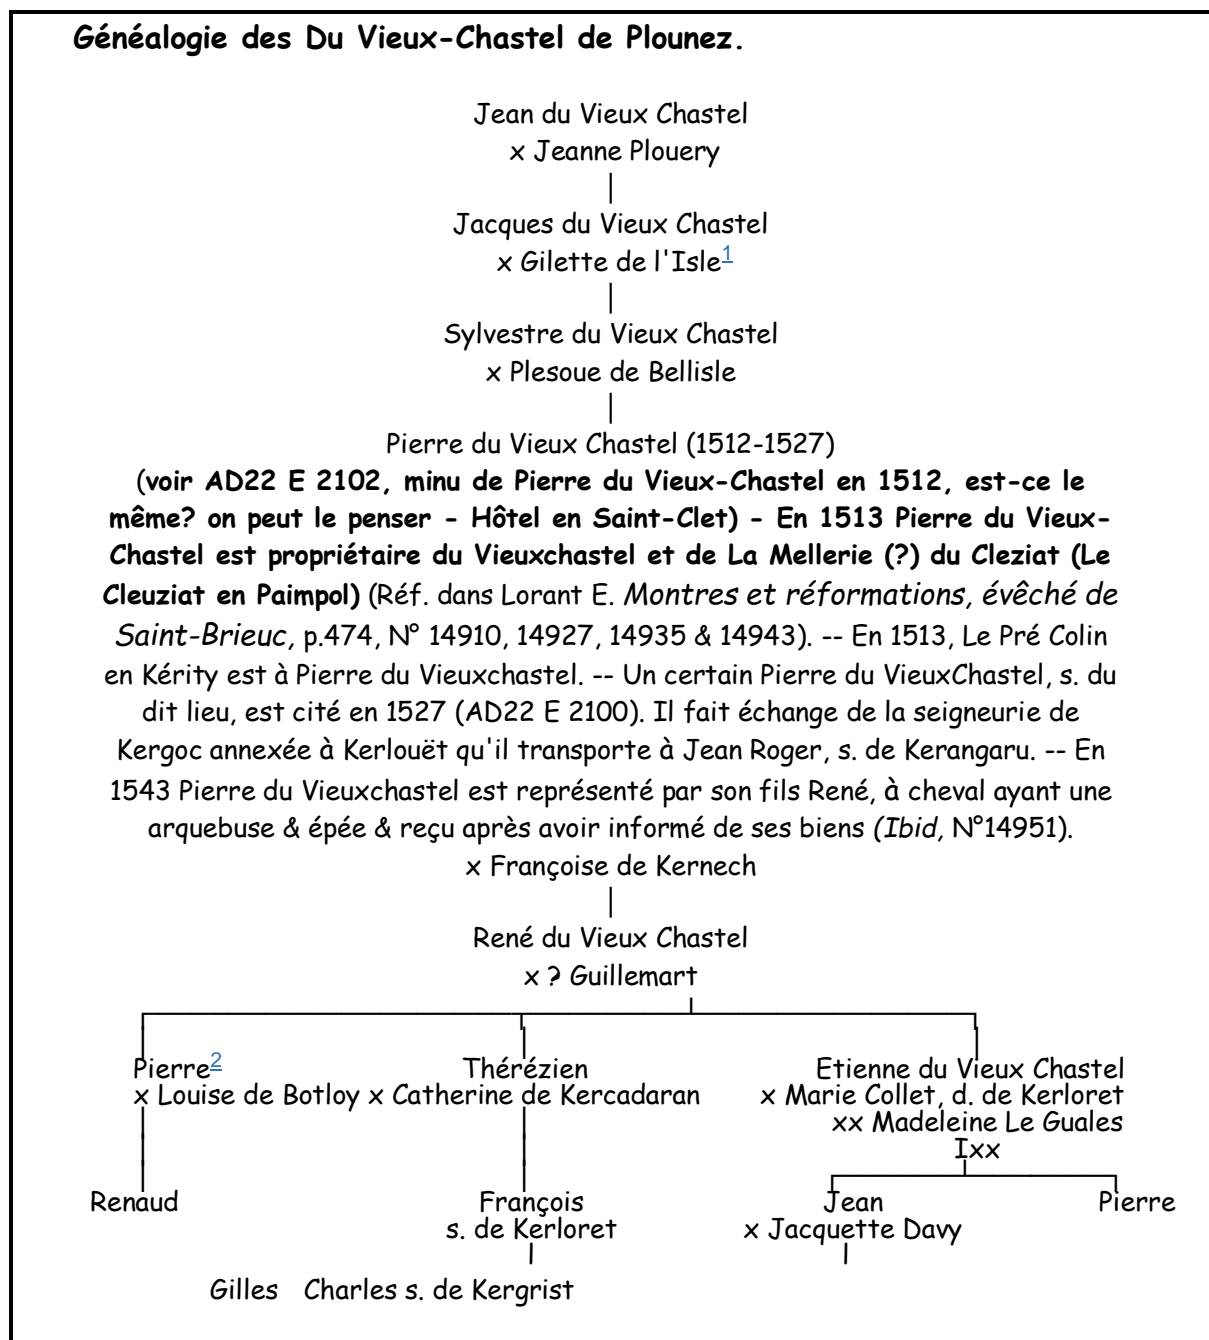 Généalogie des Du Vieux-Chastel de Plounez.
Jean du Vieux Chastel
x Jeanne Plouery
Jacques du Vieux Chastel
x Gilette de l'Isle1
Sylvestre du Vieux Chastel
x Plesoue de Bellisle
Pierre du Vieux Chastel (1512-1527)
(voir AD22 E 2102, minu de Pierre du Vieux-Chastel en 1512, est-ce le
même? on peut le penser - Hôtel en Saint-Clet) - En 1513 Pierre du Vieux-
Chastel est propriétaire du Vieuxchastel et de La Mellerie (?) du Cleziat (Le
Cleuziat en Paimpol) (Réf. dans Lorant E. Montres et réformations, évêché de
Saint-Brieuc, p.474, N° 14910, 14927, 14935 & 14943). -- En 1513, Le Pré Colin
en Kérity est à Pierre du Vieuxchastel. -- Un certain Pierre du VieuxChastel, s. du
dit lieu, est cité en 1527 (AD22 E 2100). Il fait échange de la seigneurie de
Kergoc annexée à Kerlouët qu'il transporte à Jean Roger, s. de Kerangaru. -- En
1543 Pierre du Vieuxchastel est représenté par son fils René, à cheval ayant une
arquebuse & épée & reçu après avoir informé de ses biens (Ibid, N°14951).
x Françoise de Kernech
René du Vieux Chastel
x ? Guillemart
Pierre2 Thérézien Etienne du Vieux Chastel
x Louise de Botloy x Catherine de Kercadaran x Marie Collet, d. de Kerloret
xx Madeleine Le Guales
Ixx
Renaud François Jean Pierre
s. de Kerloret x Jacquette Davy
Gilles Charles s. de Kergrist